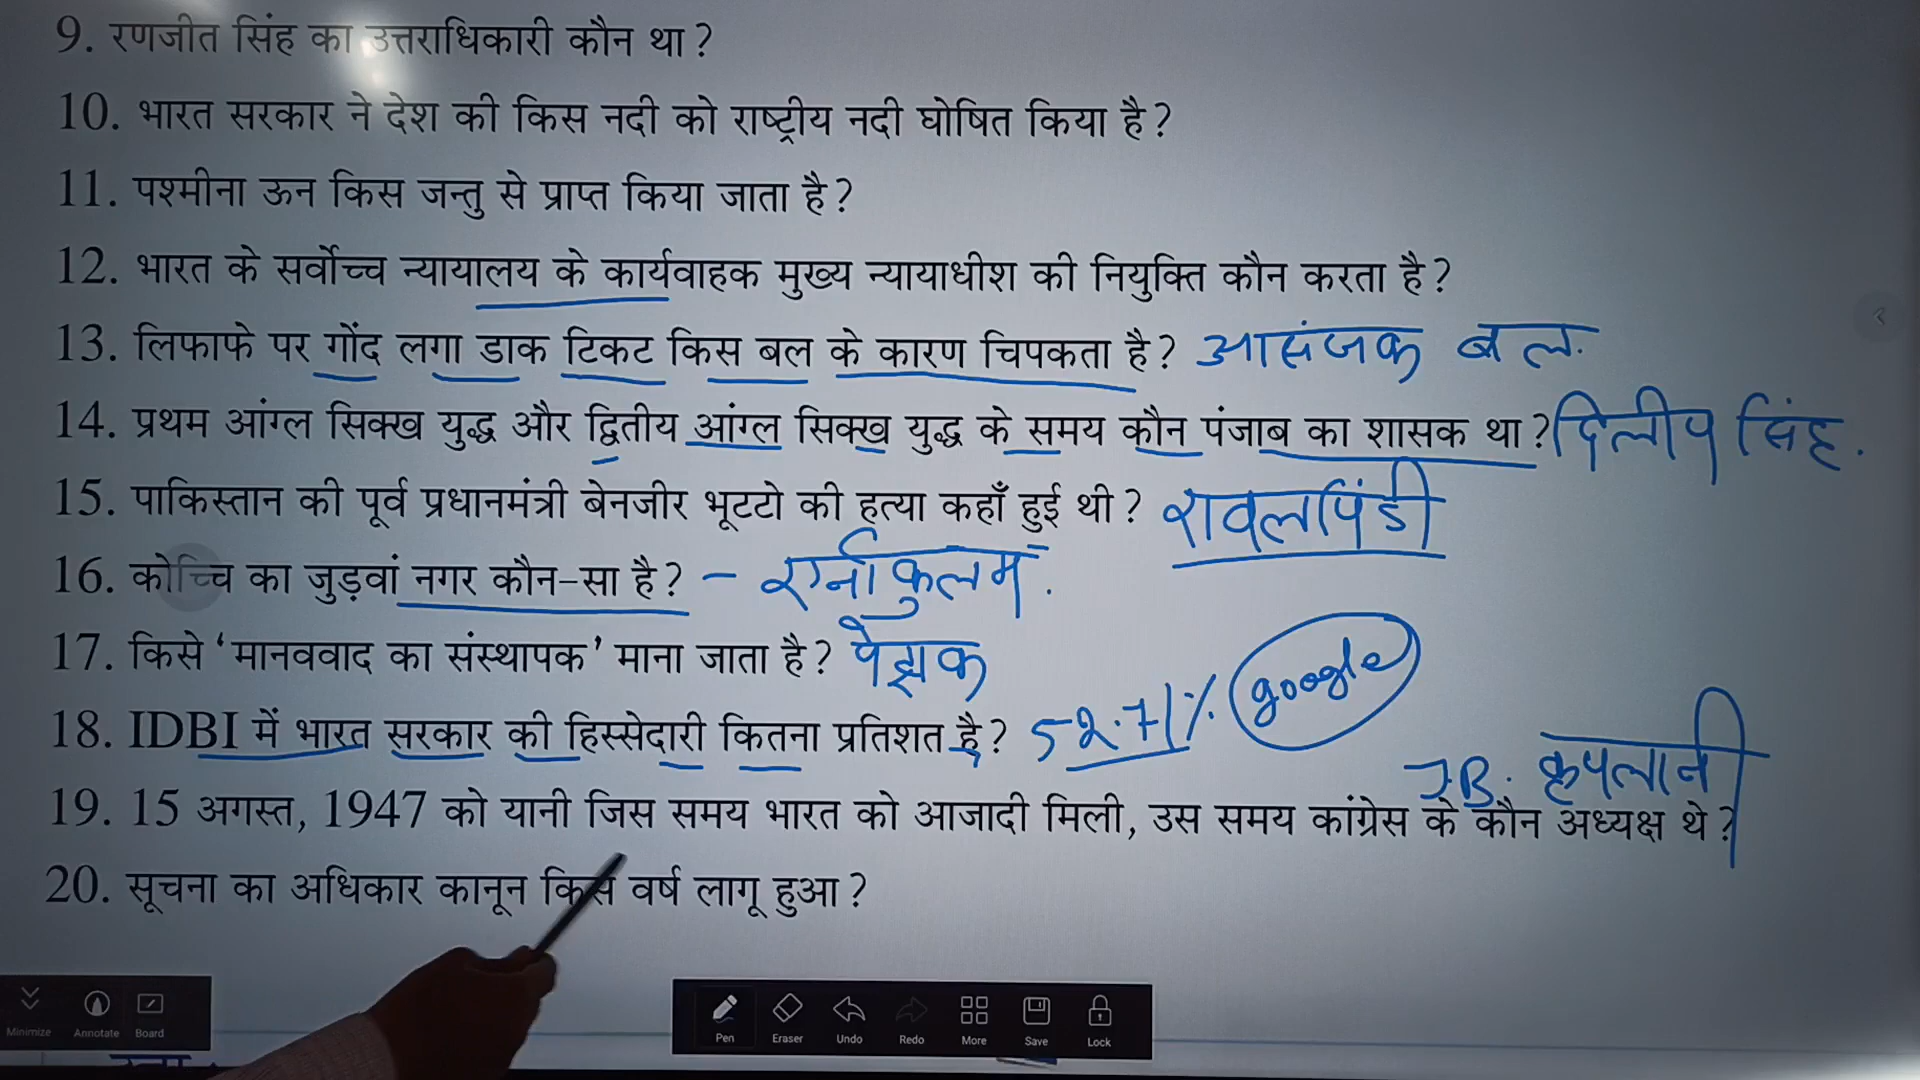 9. रणजीत सिंह का उत्तराधिकारी कौन था?
10. भारत सरकार ने देश की किस नदी को राष्ट्रीय नदी घोषित किया है?
11. पश्मीना ऊन किस जन्तु से प्राप्त किया जाता है?
12. भारत के सर्वोच्च न्यायालय के कार्यवाहक मुख्य न्यायाधीश की नियुक्ति कौन करता है?
13. लिफाफे पर गोंद लगा डाक टिकट किस बल के कारण चिपकता है? आसंजक बल.
14. प्रथम आंग्ल सिक्ख युद्ध और द्वितीय आंग्ल सिक्ख युद्ध के समय कौन पंजाब का शासक था? दिलीप सिंह.
15. पाकिस्तान की पूर्व प्रधानमंत्री बेनजीर भूटटो की हत्या कहाँ हुई थी? रावलपिंडी
16. कोच्चि का जुड़वां नगर कौन-सा है? - एर्नाकुलम.
17. किसे 'मानववाद का संस्थापक' माना जाता है?
18. IDBI में भारत सरकार की हिस्सेदारी कितना प्रतिशत है? 52.71% google
J.B. कृपलानी
19. 15 अगस्त, 1947 को यानी जिस समय भारत को आजादी मिली, उस समय कांग्रेस के कौन अध्यक्ष थे?
20. सूचना का अधिकार कानून किस वर्ष लागू हुआ?
Minimize Annotate Board Pen Eraser Undo Redo More Save Lock